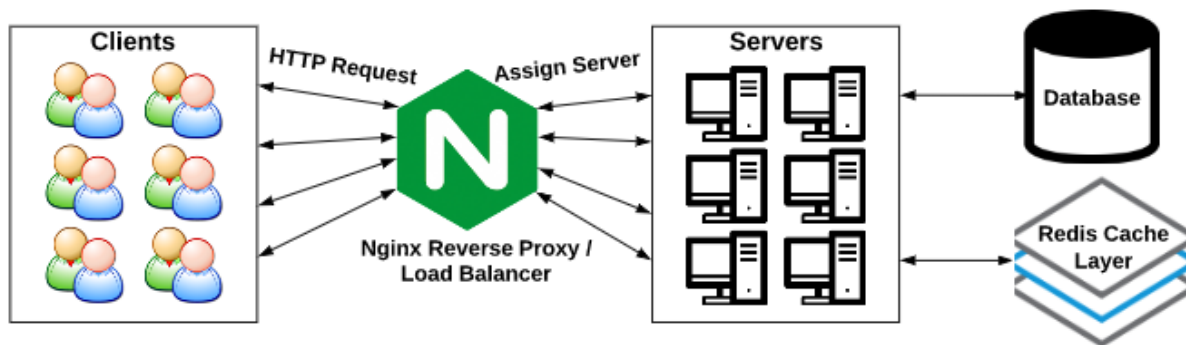 Clients
HTTP Request
N
Nginx Reverse Proxy /
Load Balancer
Assign Server
Servers
Database
Redis Cache
Layer